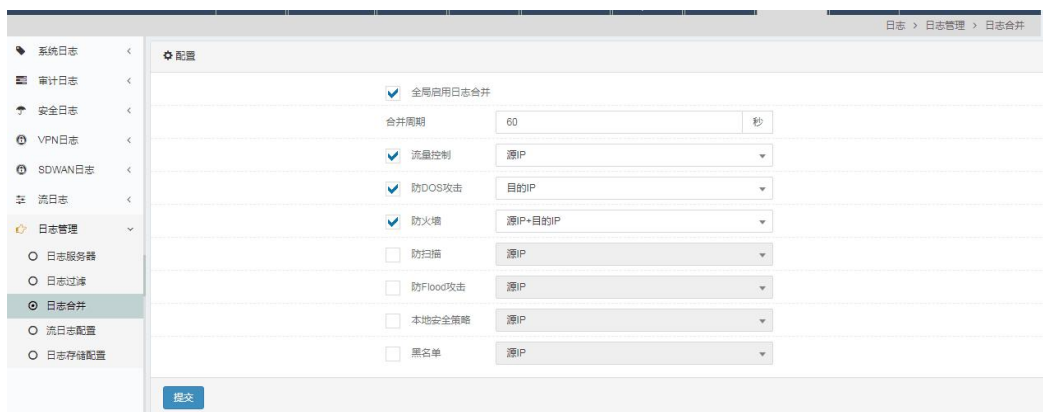 日志 > 日志管理 > 日志合并
系统日志
审计日志
安全日志
VPN日志
SDWAN日志
流日志
日志管理
日志服务器
日志过滤
日志合并
流日志配置
日志存储配置
配置
全局启用日志合并
合并周期 60 秒
流量控制 源IP
防DOS攻击 目的IP
防火墙 源IP+目的IP
防扫描 源IP
防Flood攻击 源IP
本地安全策略 源IP
黑名单 源IP
提交